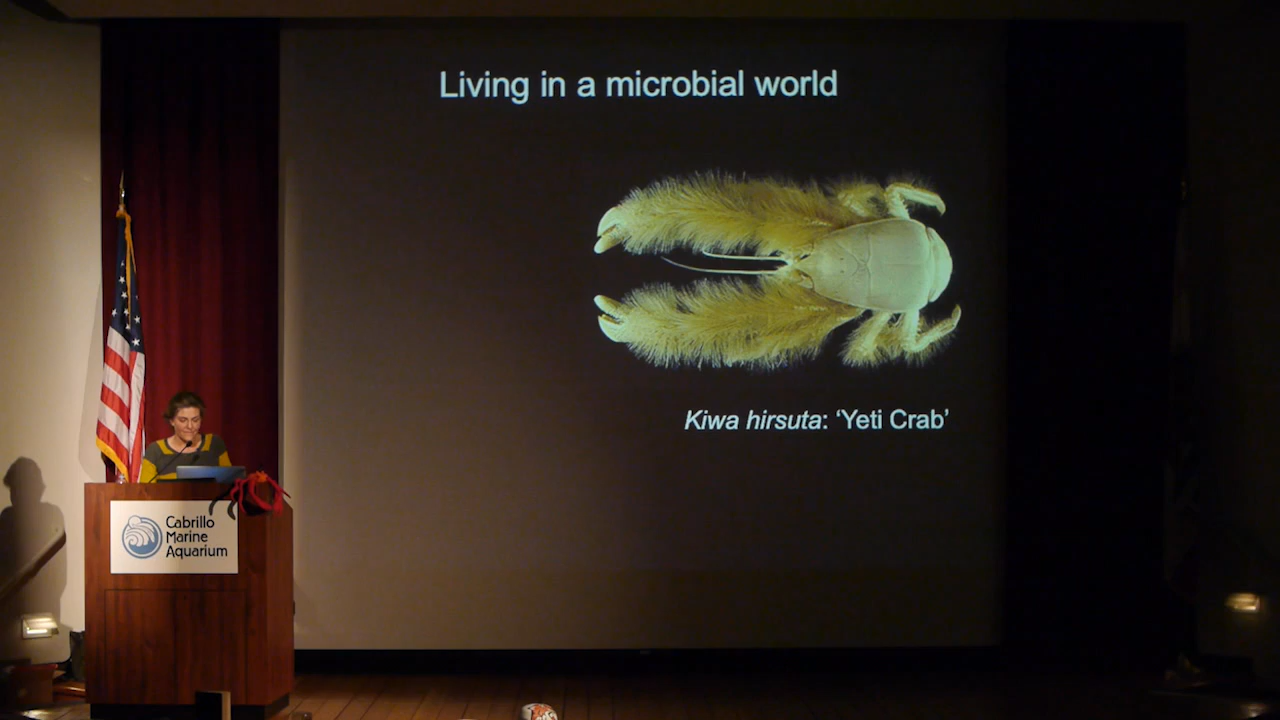 Living in a microbial world
Kiwa hirsuta: ‘Yeti Crab’
Cabrillo
Marine
Aquarium